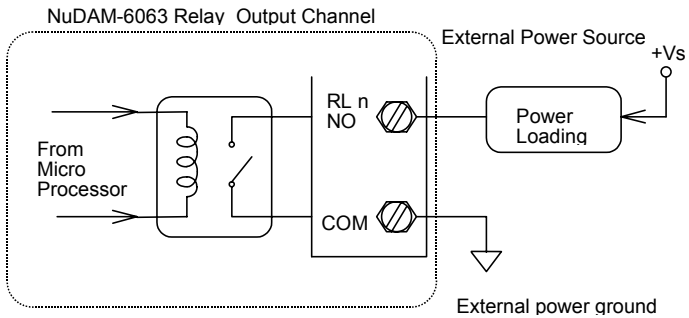 NuDAM-6063 Relay Output Channel
External Power Source
+Vs
RL n
NO
Power
Loading
From
Micro
Processor
COM
External power ground